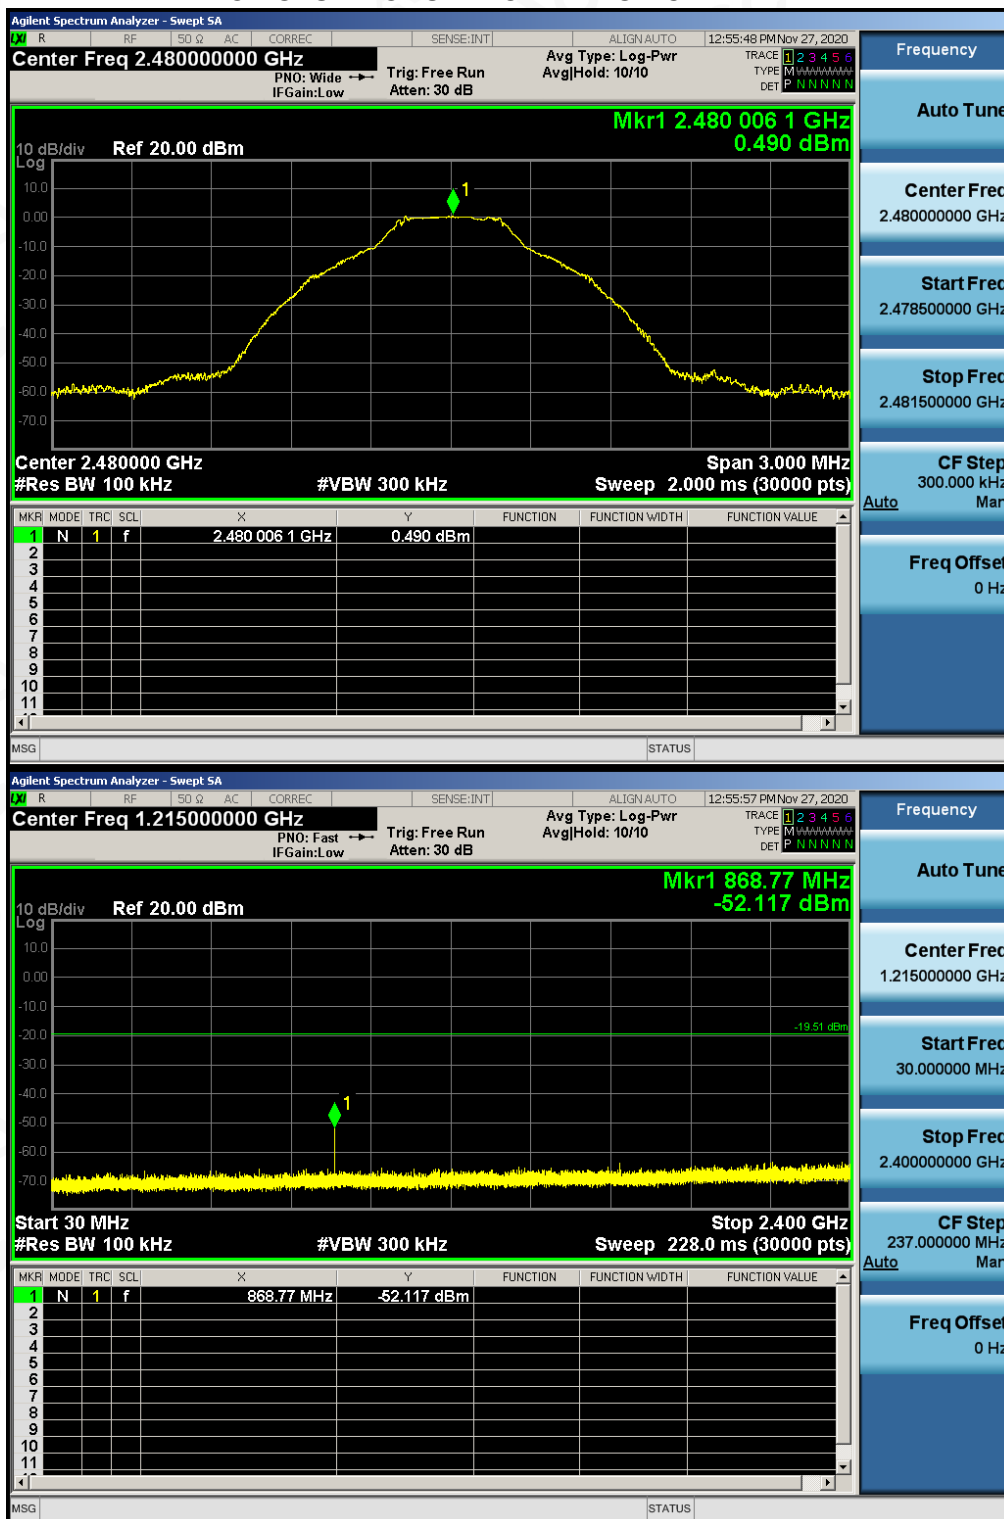 Agilent Spectrum Analyzer - Swept SA
LXI R RF 50 Ω AC CORREC SENSE:INT ALIGN AUTO 12:55:48 PM Nov 27, 2020
Center Freq 2.480000000 GHz Avg Type: Log-Pwr TRACE 1 2 3 4 5 6
PNO: Wide Trig: Free Run Avg|Hold: 10/10 TYPE M
IFGain:Low Atten: 30 dB DET P N N N N N
Frequency
Mkr1 2.480 006 1 GHz
10 dB/div Ref 20.00 dBm 0.490 dBm
Log
10.0
0.00
-10.0
-20.0
-30.0
-40.0
-50.0
-60.0
-70.0
1
Center 2.480000 GHz Span 3.000 MHz
#Res BW 100 kHz #VBW 300 kHz Sweep 2.000 ms (30000 pts)
MKR MODE TRC SCL X Y FUNCTION FUNCTION WIDTH FUNCTION VALUE
1 N 1 f 2.480 006 1 GHz 0.490 dBm
2
3
4
5
6
7
8
9
10
11
MSG STATUS
Auto Tune
Center Freq
2.480000000 GHz
Start Freq
2.478500000 GHz
Stop Freq
2.481500000 GHz
CF Step
300.000 kHz
Auto Man
Freq Offset
0 Hz
Agilent Spectrum Analyzer - Swept SA
LXI R RF 50 Ω AC CORREC SENSE:INT ALIGN AUTO 12:55:57 PM Nov 27, 2020
Center Freq 1.215000000 GHz Avg Type: Log-Pwr TRACE 1 2 3 4 5 6
PNO: Fast Trig: Free Run Avg|Hold: 10/10 TYPE M
IFGain:Low Atten: 30 dB DET P N N N N N
Frequency
Mkr1 868.77 MHz
10 dB/div Ref 20.00 dBm -52.117 dBm
Log
10.0
0.00
-10.0
-20.0
-30.0
-40.0
-50.0
-60.0
-70.0
-19.51 dBm
1
Start 30 MHz Stop 2.400 GHz
#Res BW 100 kHz #VBW 300 kHz Sweep 228.0 ms (30000 pts)
MKR MODE TRC SCL X Y FUNCTION FUNCTION WIDTH FUNCTION VALUE
1 N 1 f 868.77 MHz -52.117 dBm
2
3
4
5
6
7
8
9
10
11
MSG STATUS
Auto Tune
Center Freq
1.215000000 GHz
Start Freq
30.000000 MHz
Stop Freq
2.400000000 GHz
CF Step
237.000000 MHz
Auto Man
Freq Offset
0 Hz